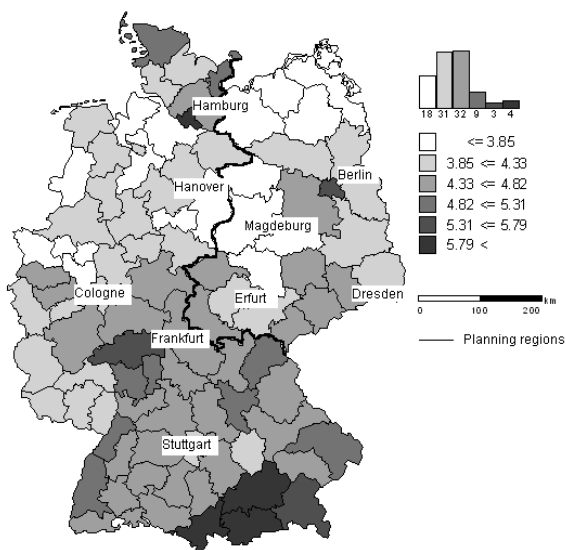 Hamburg
Berlin
Hanover
Magdeburg
Cologne
Erfurt
Dresden
Frankfurt
Stuttgart
18 31 32 9 3 4
<= 3.85
3.85 <= 4.33
4.33 <= 4.82
4.82 <= 5.31
5.31 <= 5.79
5.79 <
0 100 200 km
Planning regions